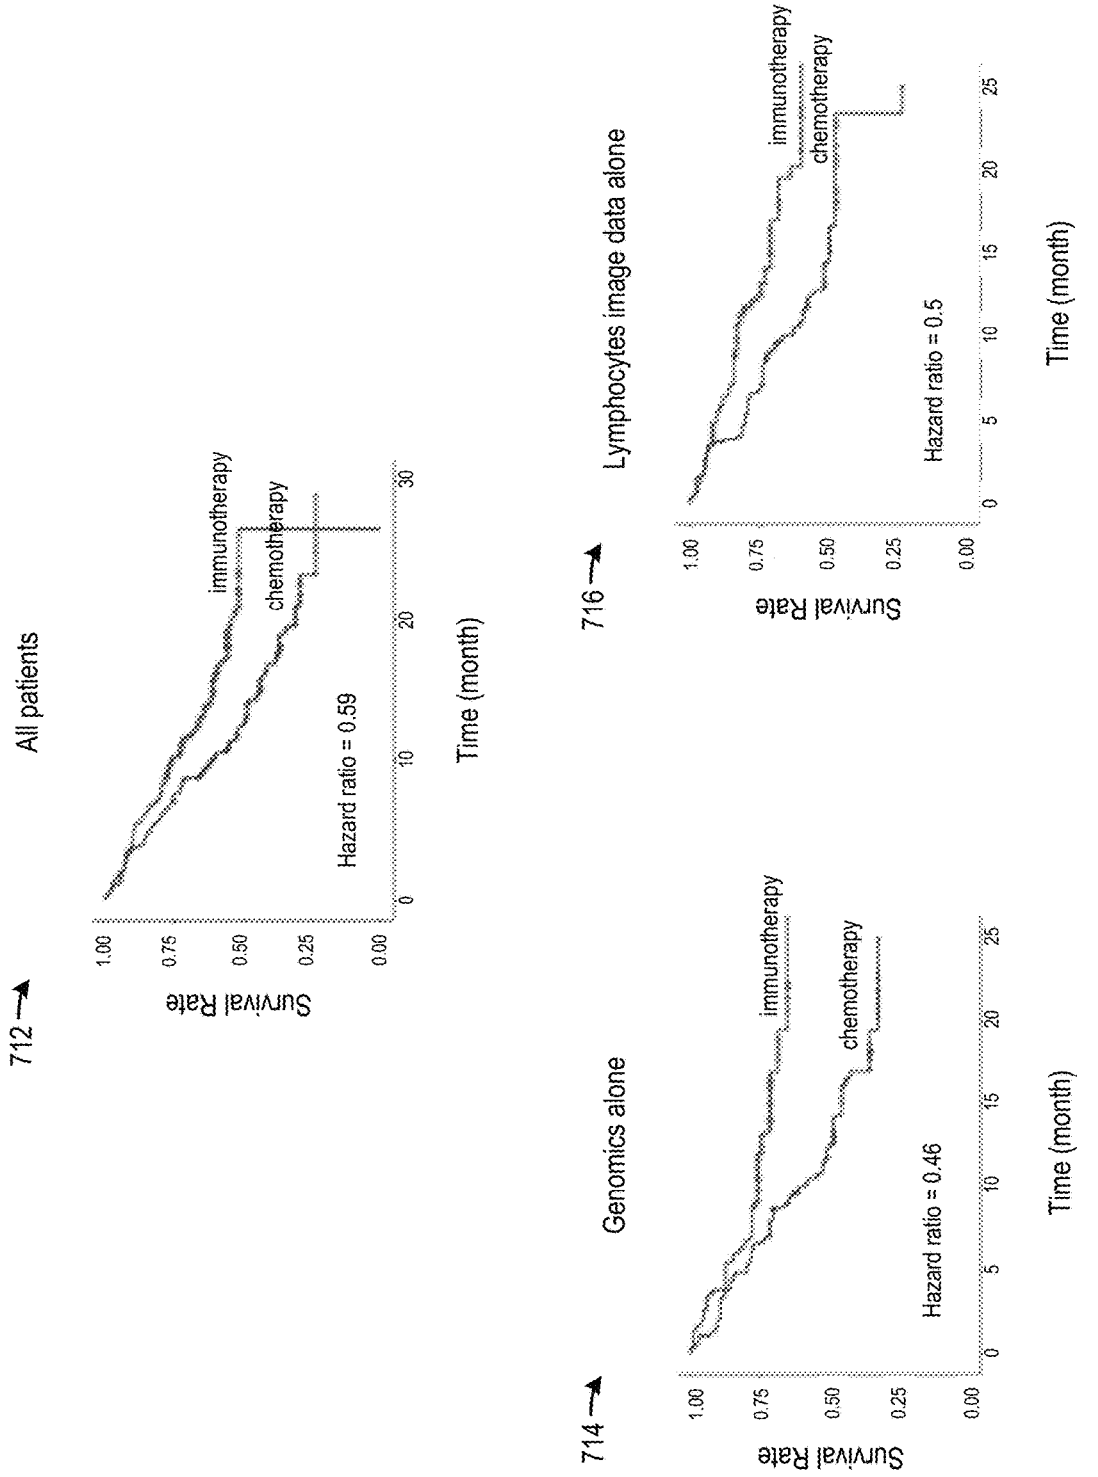 712
All patients
Survival Rate
1.00
0.75
0.50
0.25
0.00
immunotherapy
chemotherapy
Hazard ratio = 0.59
0
10
20
30
Time (month)
714
Genomics alone
Survival Rate
1.00
0.75
0.50
0.25
0.00
immunotherapy
chemotherapy
Hazard ratio = 0.46
0
5
10
15
20
25
Time (month)
716
Lymphocytes image data alone
Survival Rate
1.00
0.75
0.50
0.25
0.00
immunotherapy
chemotherapy
Hazard ratio = 0.5
0
5
10
15
20
25
Time (month)